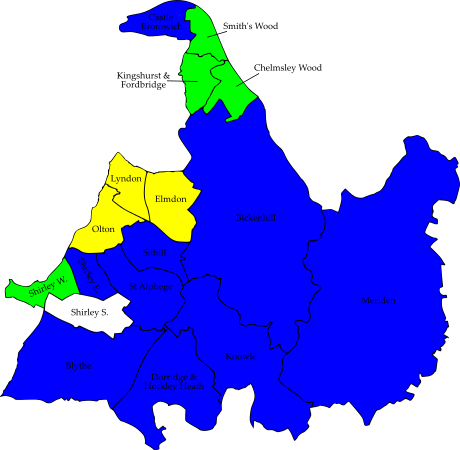 Castle
Bromwich
Smith's Wood
Chelmsley Wood
Kingshurst &
Fordbridge
Lyndon
Elmdon
Olton
Bickenhill
Silhill
Shirley E.
Shirley W.
St Alphege
Meriden
Shirley S.
Knowle
Blythe
Dorridge &
Hockley Heath